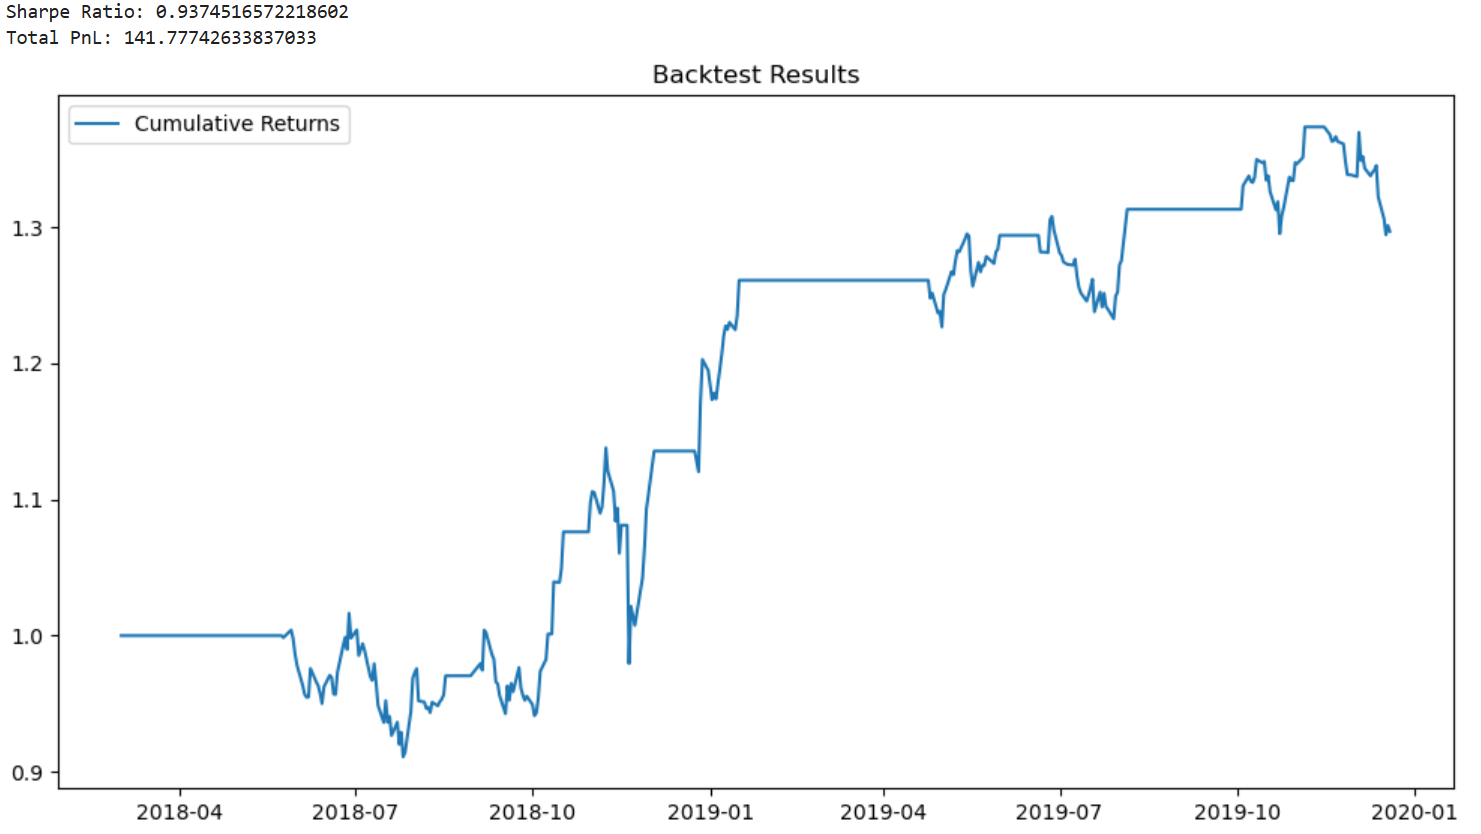 Sharpe Ratio: 0.9374516572218602
Total PnL: 141.77742633837033
Backtest Results
Cumulative Returns
1.3
1.2
1.1
1.0
0.9
2018-04 2018-07 2018-10 2019-01 2019-04 2019-07 2019-10 2020-01